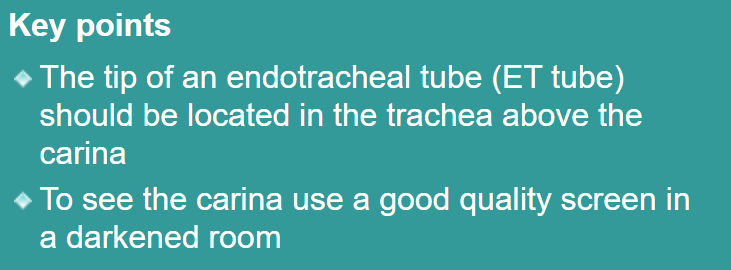 Key points
The tip of an endotracheal tube (ET tube)
should be located in the trachea above the
carina
To see the carina use a good quality screen in
a darkened room